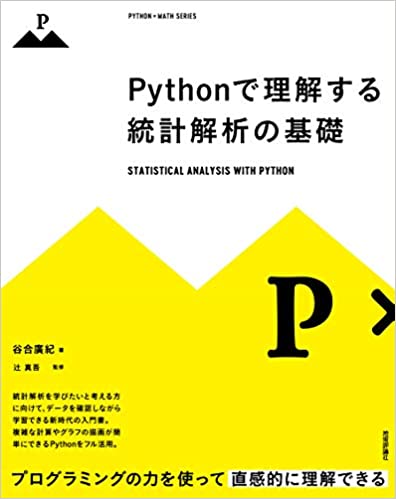 P
PYTHON×MATH SERIES
Pythonで理解する
統計解析の基礎
STATISTICAL ANALYSIS WITH PYTHON
P
谷合廣紀 著
辻 真吾 監修
統計解析を学びたいと考える方
に向けて、データを確認しながら
学習できる新時代の入門書。
複雑な計算やグラフの描画が簡
単にできるPythonをフル活用。
技術評論社
プログラミングの力を使って 直感的に理解できる